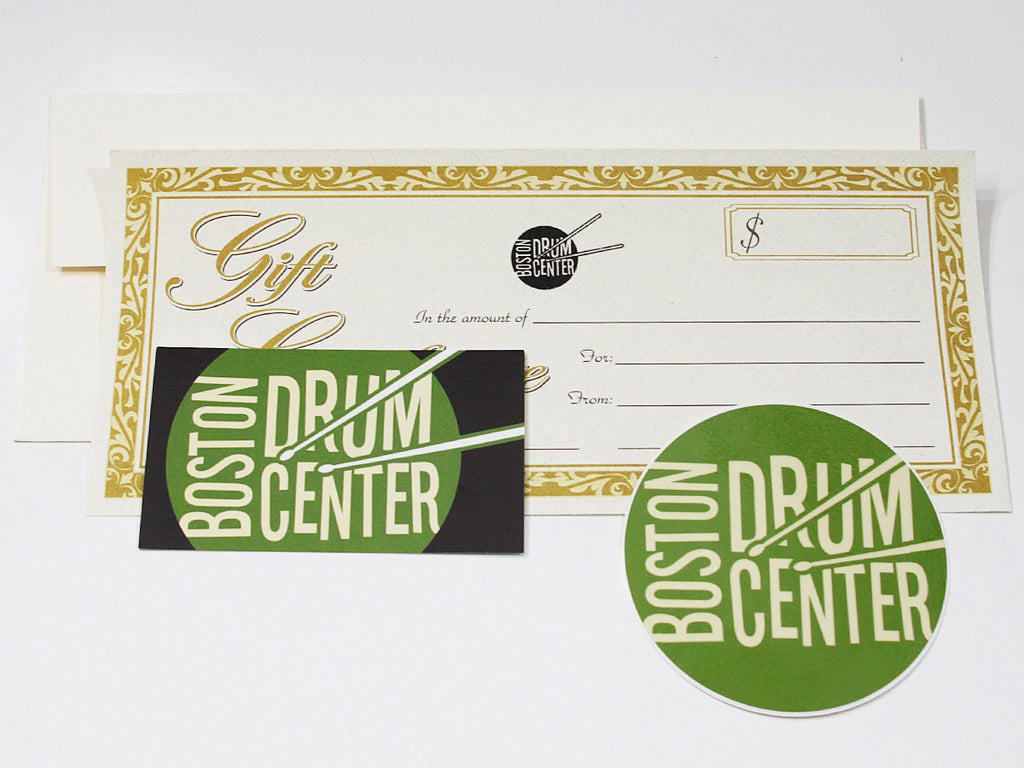 Gift
$
BOSTON
DRUM
CENTER
In the amount of
For:
From:
BOSTON
DRUM
CENTER
BOSTON
DRUM
CENTER